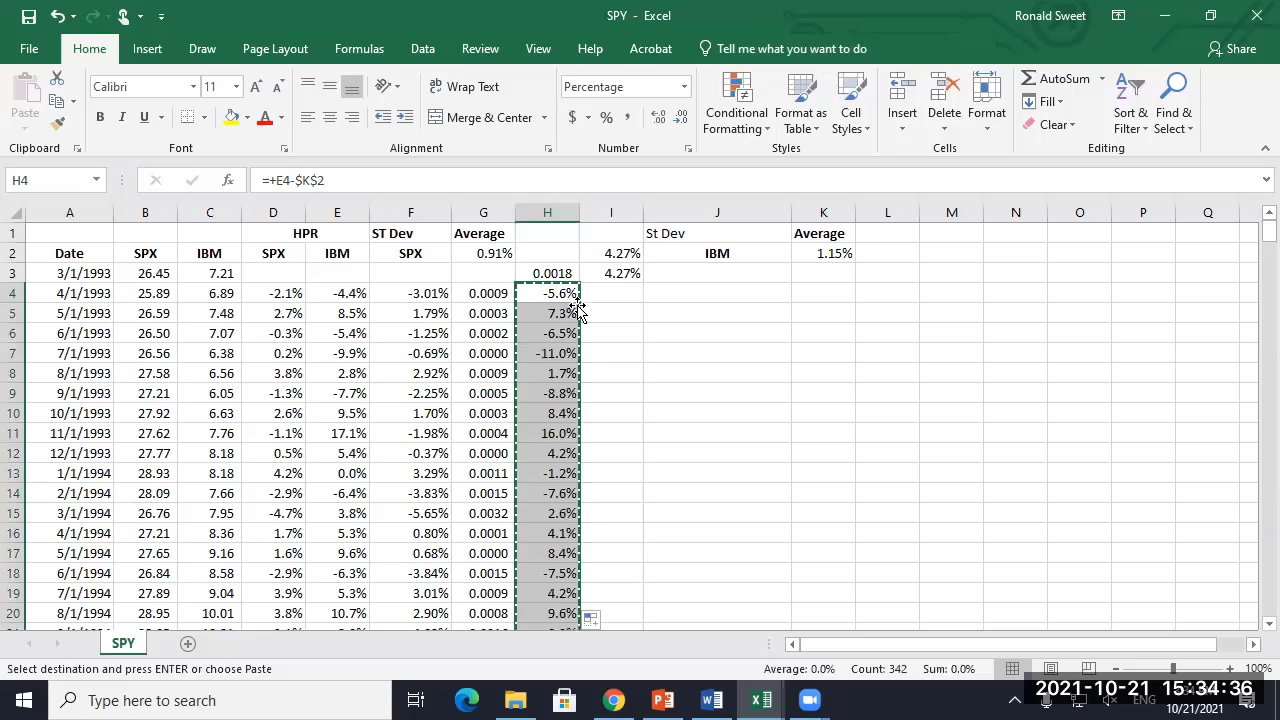 SPY - Excel
Ronald Sweet
File Home Insert Draw Page Layout Formulas Data Review View Help Acrobat Tell me what you want to do Share
Paste
Clipboard
Calibri 11
B I U
Font
Wrap Text
Merge & Center
Alignment
Percentage
$ % ,
Number
Conditional Formatting
Format as Table
Cell Styles
Styles
Insert Delete Format
Cells
AutoSum
Fill
Clear
Sort & Filter
Find & Select
Editing
H4 fx =+E4-$K$2
A B C D E F G H I J K L M N O P Q
1 HPR ST Dev Average St Dev Average
2 Date SPX IBM SPX IBM SPX 0.91% 4.27% IBM 1.15%
3 3/1/1993 26.45 7.21 0.0018 4.27%
4 4/1/1993 25.89 6.89 -2.1% -4.4% -3.01% 0.0009 -5.6%
5 5/1/1993 26.59 7.48 2.7% 8.5% 1.79% 0.0003 7.3%
6 6/1/1993 26.50 7.07 -0.3% -5.4% -1.25% 0.0002 -6.5%
7 7/1/1993 26.56 6.38 0.2% -9.9% -0.69% 0.0000 -11.0%
8 8/1/1993 27.58 6.56 3.8% 2.8% 2.92% 0.0009 1.7%
9 9/1/1993 27.21 6.05 -1.3% -7.7% -2.25% 0.0005 -8.8%
10 10/1/1993 27.92 6.63 2.6% 9.5% 1.70% 0.0003 8.4%
11 11/1/1993 27.62 7.76 -1.1% 17.1% -1.98% 0.0004 16.0%
12 12/1/1993 27.77 8.18 0.5% 5.4% -0.37% 0.0000 4.2%
13 1/1/1994 28.93 8.18 4.2% 0.0% 3.29% 0.0011 -1.2%
14 2/1/1994 28.09 7.66 -2.9% -6.4% -3.83% 0.0015 -7.6%
15 3/1/1994 26.76 7.95 -4.7% 3.8% -5.65% 0.0032 2.6%
16 4/1/1994 27.21 8.36 1.7% 5.3% 0.80% 0.0001 4.1%
17 5/1/1994 27.65 9.16 1.6% 9.6% 0.68% 0.0000 8.4%
18 6/1/1994 26.84 8.58 -2.9% -6.3% -3.84% 0.0015 -7.5%
19 7/1/1994 27.89 9.04 3.9% 5.3% 3.01% 0.0009 4.2%
20 8/1/1994 28.95 10.01 3.8% 10.7% 2.90% 0.0008 9.6%
SPY
Select destination and press ENTER or choose Paste Average: 0.0% Count: 342 Sum: 0.0% 100%
Type here to search
ENG
2021-10-21 15:34:36
10/21/2021